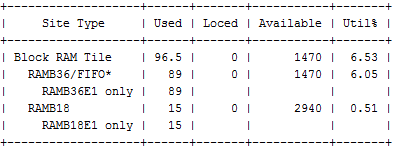 +-------------------+------+-------+-----------+-------+
| Site Type | Used | Loced | Available | Util% |
+-------------------+------+-------+-----------+-------+
| Block RAM Tile | 96.5 | 0 | 1470 | 6.53 |
| RAMB36/FIFO* | 89 | 0 | 1470 | 6.05 |
| RAMB36E1 only | 89 | | | |
| RAMB18 | 15 | 0 | 2940 | 0.51 |
| RAMB18E1 only | 15 | | | |
+-------------------+------+-------+-----------+-------+